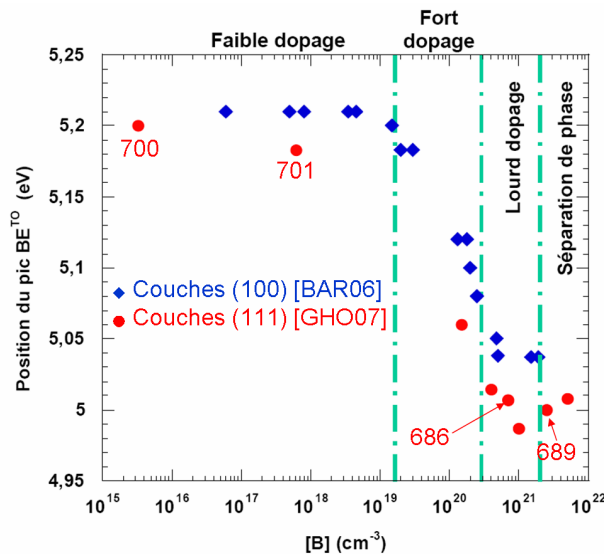 Faible dopage
Fort
dopage
Lourd dopage
Séparation de phase
5,25
5,2
5,15
5,1
5,05
5
4,95
Position du pic BE^TO (eV)
700
701
Couches (100) [BAR06]
Couches (111) [GHO07]
686
689
10^15 10^16 10^17 10^18 10^19 10^20 10^21 10^22
[B] (cm^-3)